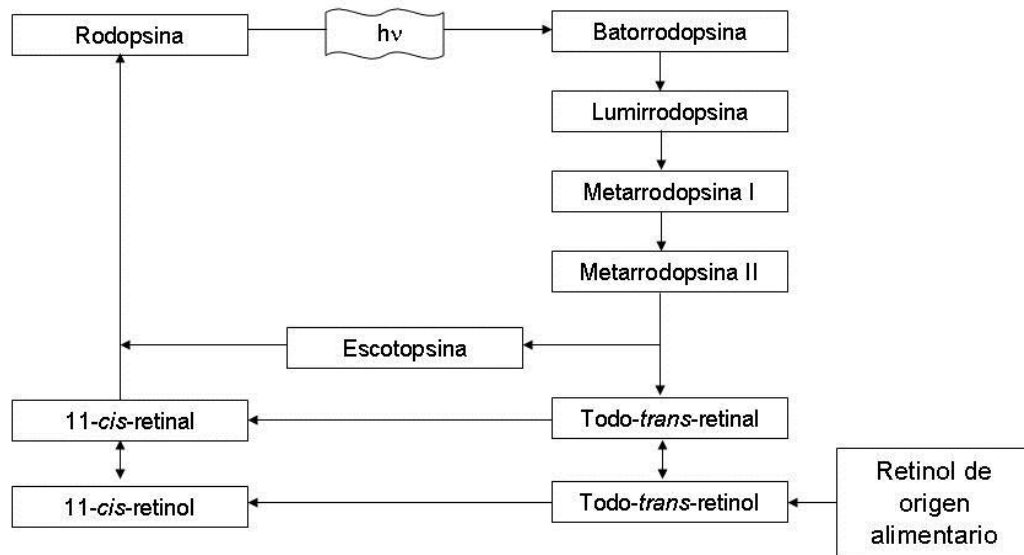 Rodopsina
hν
Batorrodopsina
Lumirrodopsina
Metarrodopsina I
Metarrodopsina II
Escotopsina
11-cis-retinal
Todo-trans-retinal
11-cis-retinol
Todo-trans-retinol
Retinol de
origen
alimentario